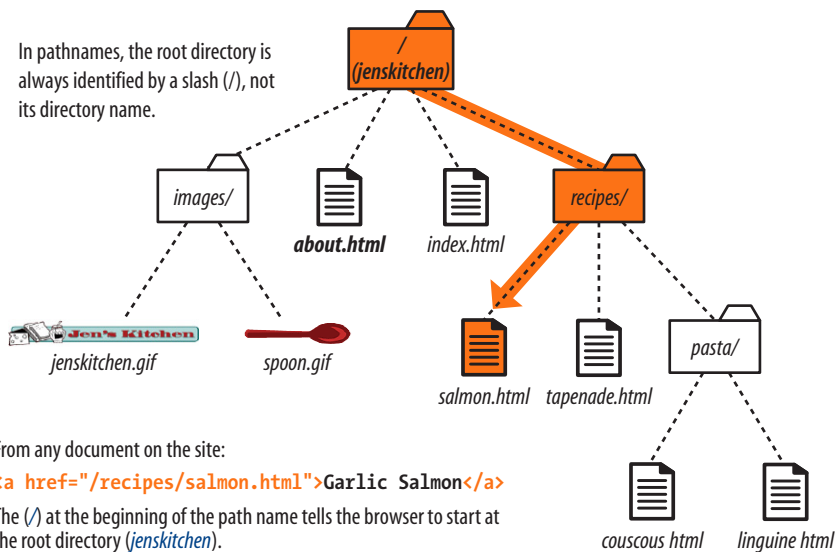 In pathnames, the root directory is
always identified by a slash (/), not
its directory name.
/
(jenskitchen)
images/
about.html
index.html
recipes/
Jen's Kitchen
jenskitchen.gif
spoon.gif
salmon.html
tapenade.html
pasta/
couscous html
linguine html
rom any document on the site:
a href="/recipes/salmon.html">Garlic Salmon</a>
he (/) at the beginning of the path name tells the browser to start at
he root directory (jenskitchen).